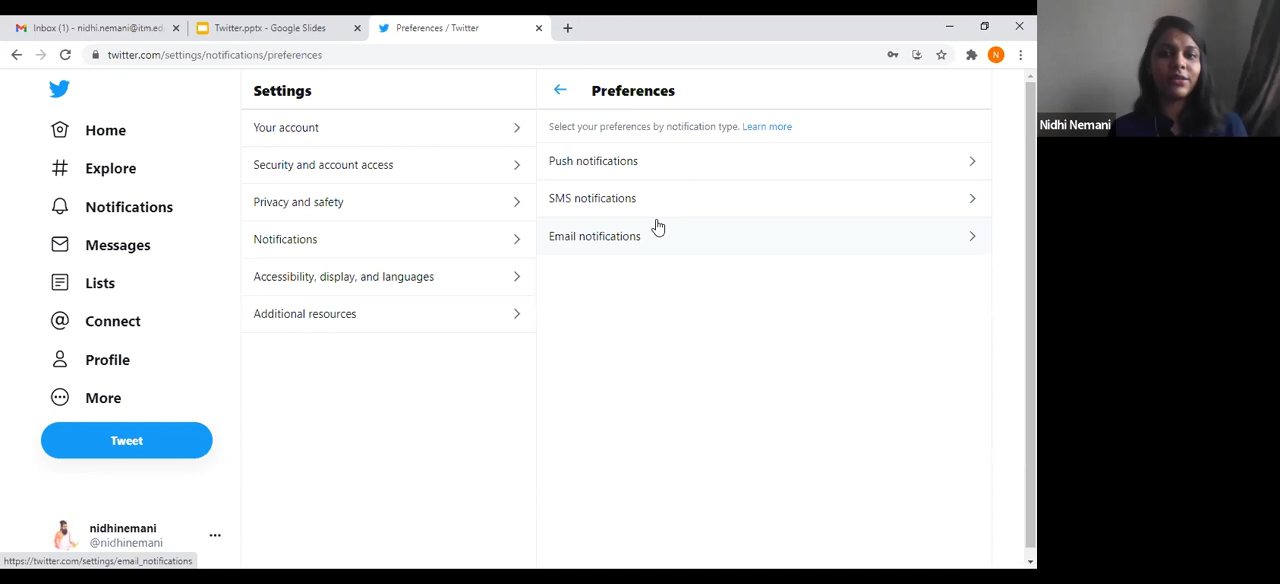 Inbox (1) - nidhi.nemani@itm.ed
Twitter.pptx - Google Slides
Preferences / Twitter
twitter.com/settings/notifications/preferences
N
Nidhi Nemani
Home
Explore
Notifications
Messages
Lists
Connect
Profile
More
Tweet
nidhinemani
@nidhinemani
https://twitter.com/settings/email_notifications
Settings
Your account
Security and account access
Privacy and safety
Notifications
Accessibility, display, and languages
Additional resources
Preferences
Select your preferences by notification type. Learn more
Push notifications
SMS notifications
Email notifications